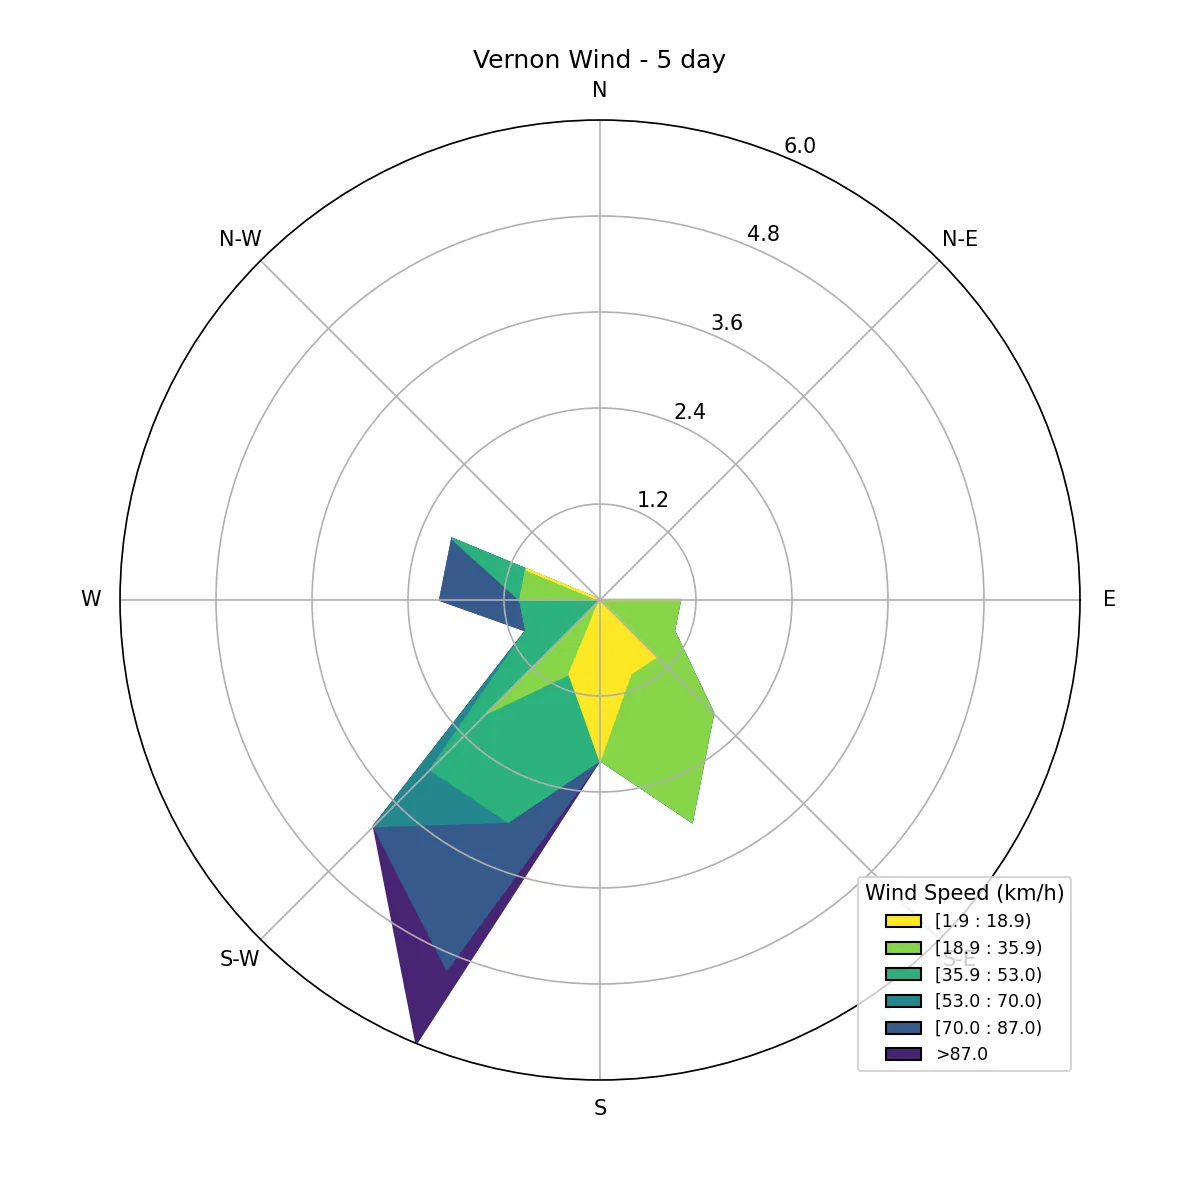 Vernon Wind - 5 day
N
6.0
N-W
4.8
N-E
3.6
2.4
1.2
W
E
Wind Speed (km/h)
[1.9 : 18.9)
[18.9 : 35.9)
S-W
S-E
[35.9 : 53.0)
[53.0 : 70.0)
[70.0 : 87.0)
>87.0
S